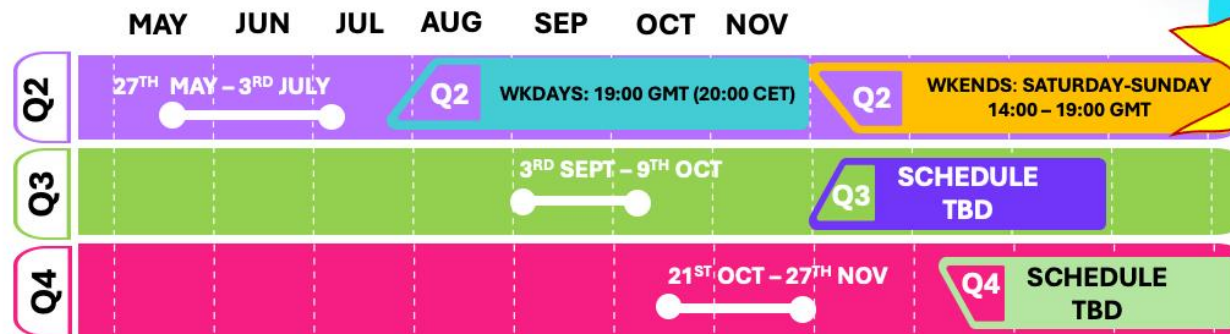 MAY JUN JUL AUG SEP OCT NOV
Q2
27TH MAY – 3RD JULY
Q2
WKDAYS: 19:00 GMT (20:00 CET)
Q2
WKENDS: SATURDAY-SUNDAY
14:00 – 19:00 GMT
Q3
3RD SEPT – 9TH OCT
Q3
SCHEDULE
TBD
Q4
21ST OCT – 27TH NOV
Q4
SCHEDULE
TBD